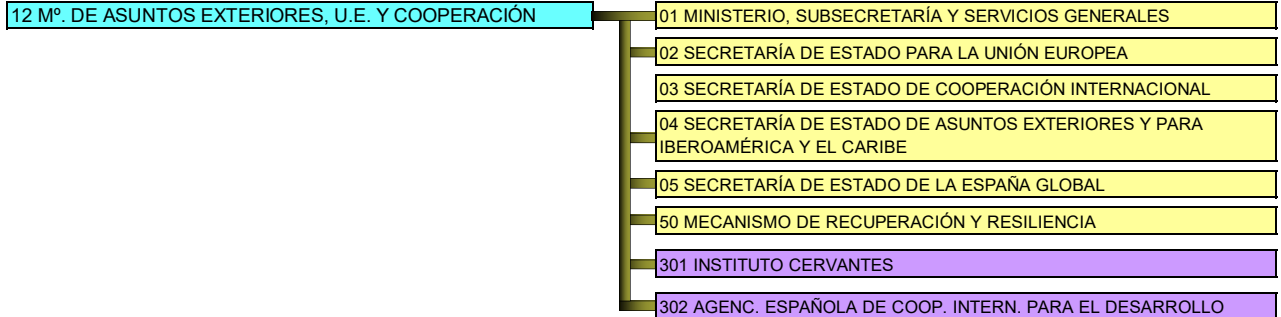 12 Mº. DE ASUNTOS EXTERIORES, U.E. Y COOPERACIÓN
01 MINISTERIO, SUBSECRETARÍA Y SERVICIOS GENERALES
02 SECRETARÍA DE ESTADO PARA LA UNIÓN EUROPEA
03 SECRETARÍA DE ESTADO DE COOPERACIÓN INTERNACIONAL
04 SECRETARÍA DE ESTADO DE ASUNTOS EXTERIORES Y PARA
IBEROAMÉRICA Y EL CARIBE
05 SECRETARÍA DE ESTADO DE LA ESPAÑA GLOBAL
50 MECANISMO DE RECUPERACIÓN Y RESILIENCIA
301 INSTITUTO CERVANTES
302 AGENC. ESPAÑOLA DE COOP. INTERN. PARA EL DESARROLLO